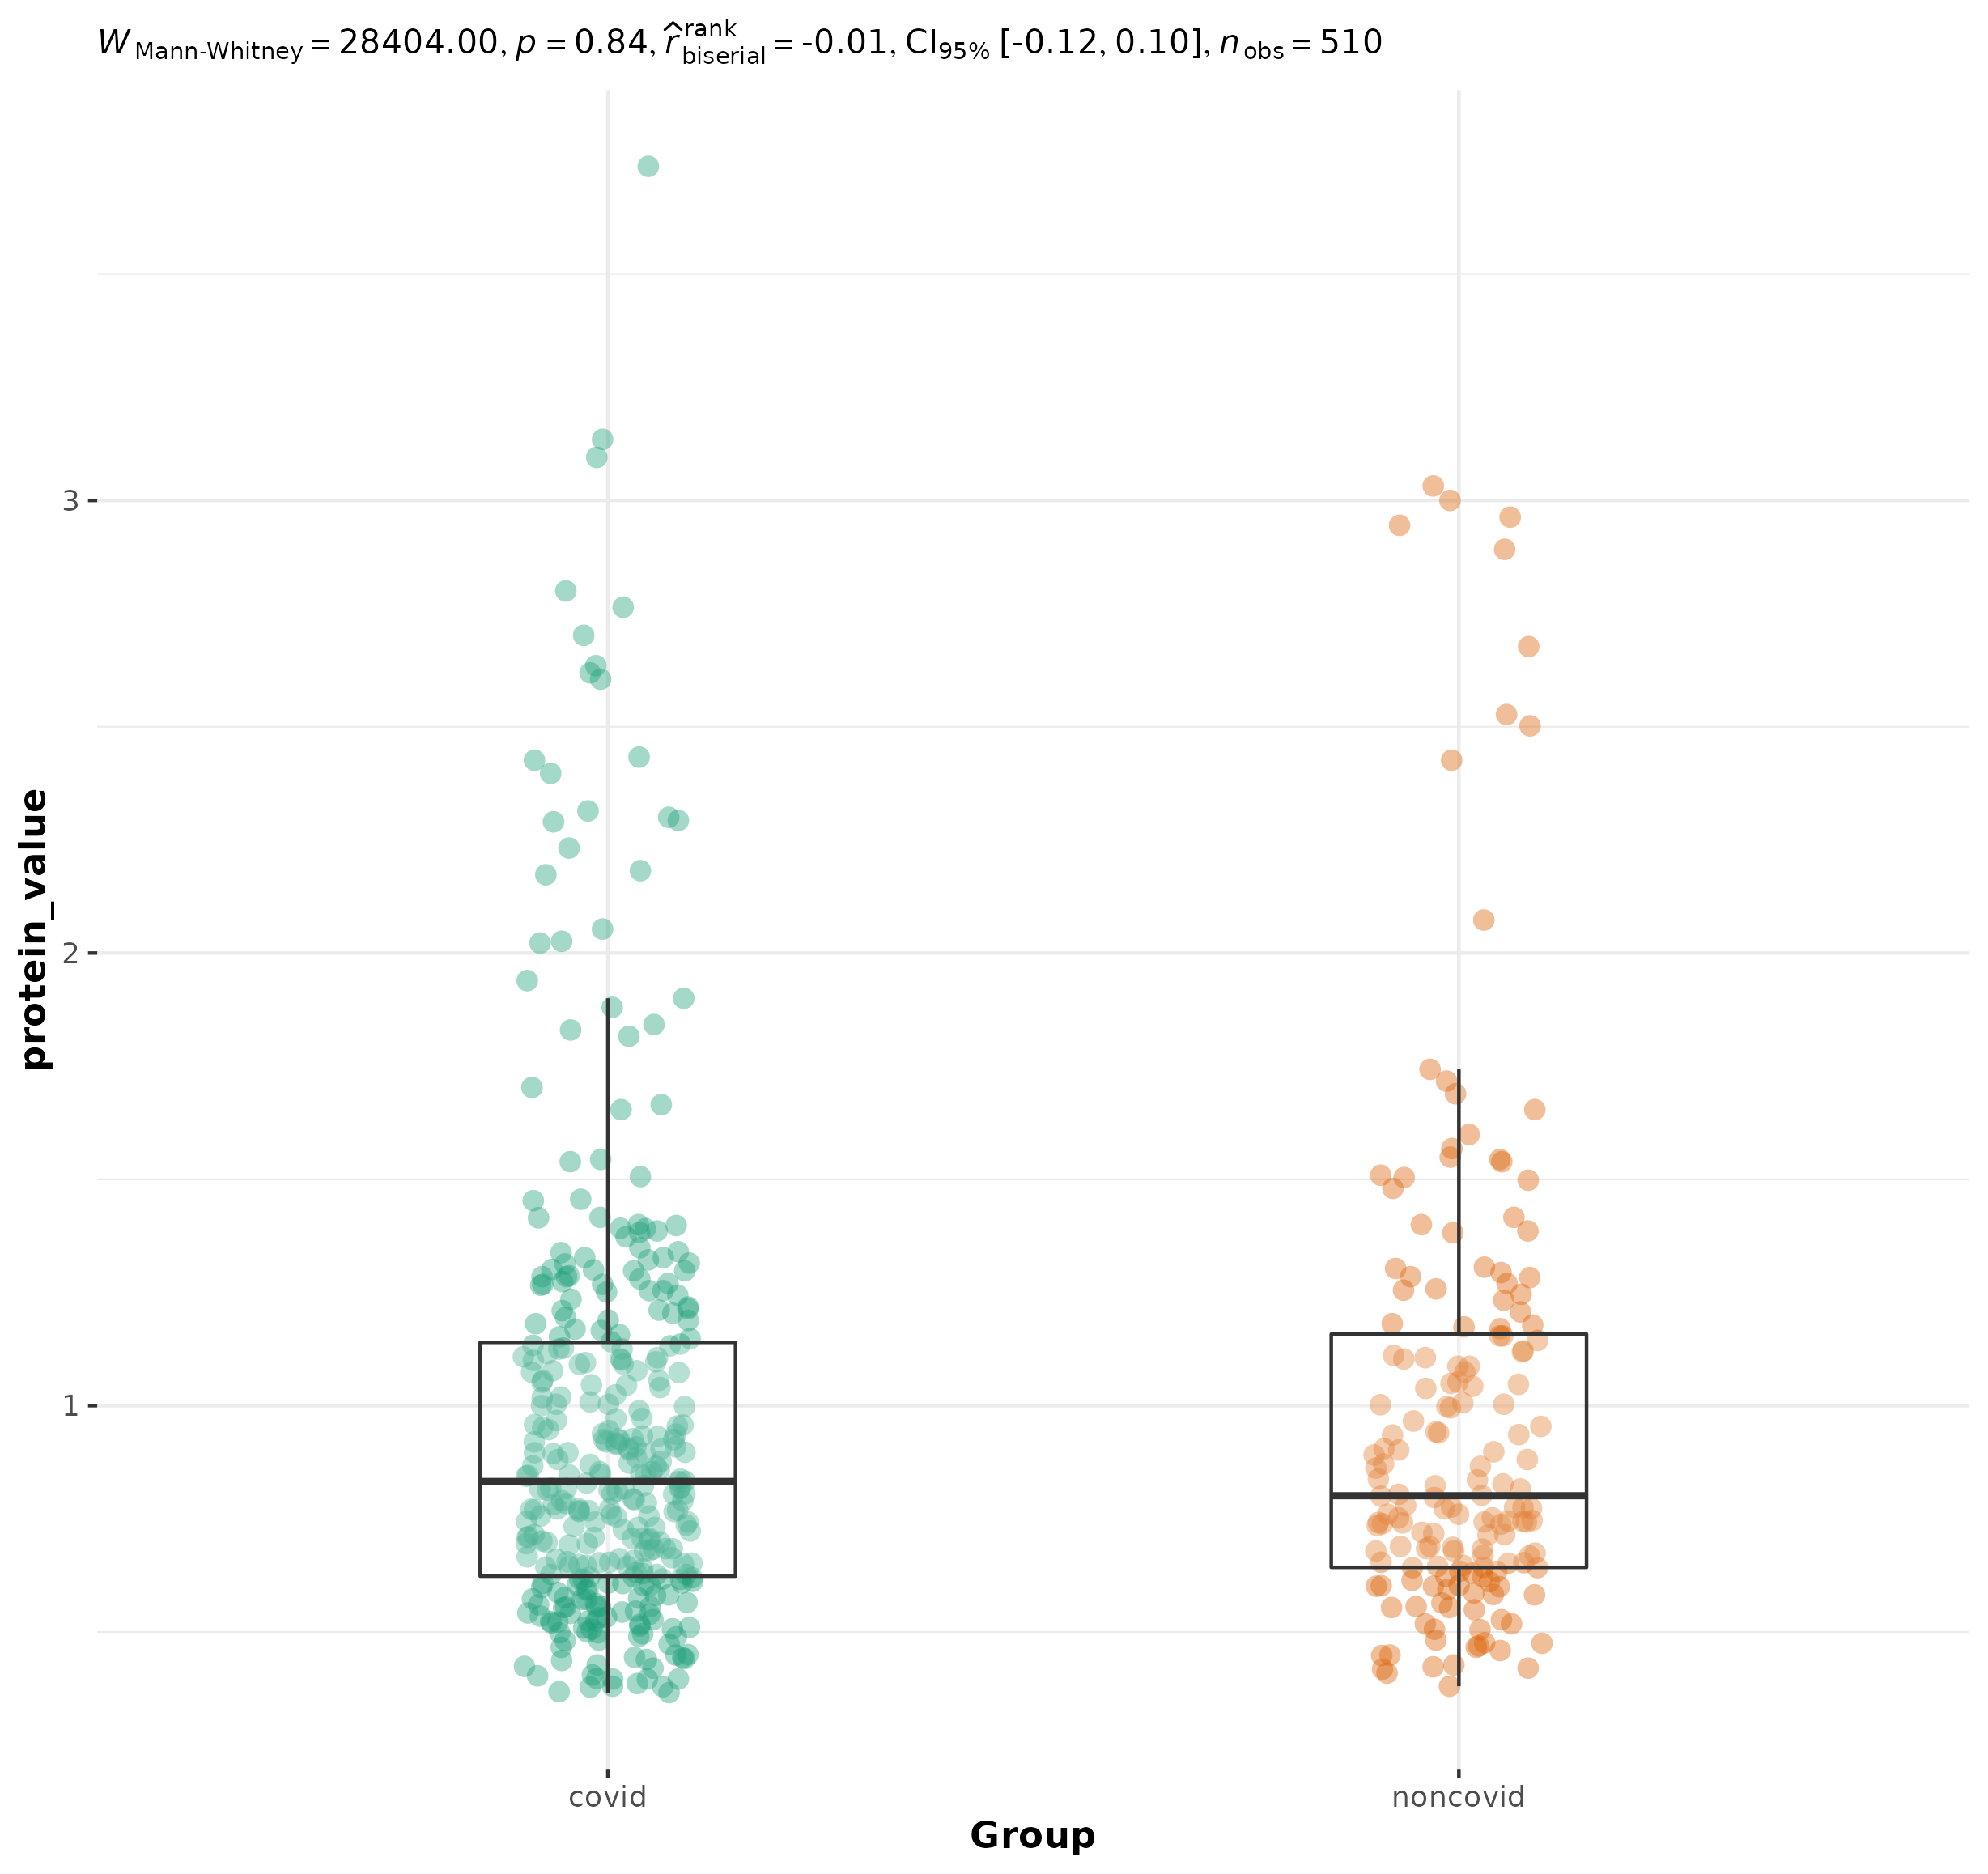 W Mann-Whitney = 28404.00, p = 0.84, r̂ rank biserial = -0.01, CI95% [-0.12, 0.10], n obs = 510
protein_value
3
2
1
covid noncovid
Group